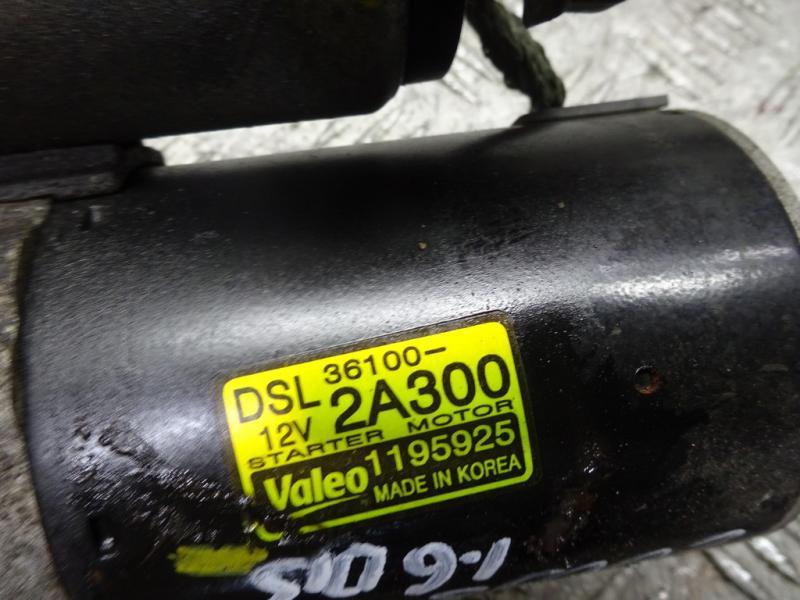 DSL 36100-
12V 2A300
STARTER MOTOR
Valeo 1195925
MADE IN KOREA